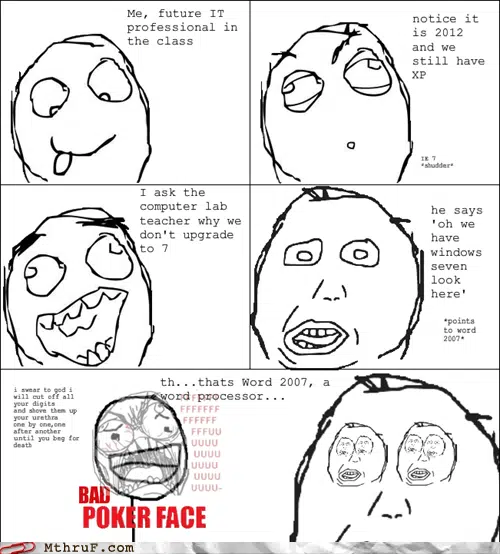 Me, future IT
professional in
the class
notice it
is 2012
and we
still have
XP
IE 7
*shudder*
I ask the
computer lab
teacher why we
don't upgrade
to 7
he says
'oh we
have
windows
seven
look
here'
*points
to word
2007*
th...thats Word 2007, a
word processor...
i swear to god i
will cut off all
your digits
and shove them up
your urethra
one by one,one
after another
until you beg for
death
FFFFFFF
FFFFFF
FFFUU
UUUU
UUUUU
UUUU
UUUU
UUUU-
BAD
POKER FACE
MThruF.com